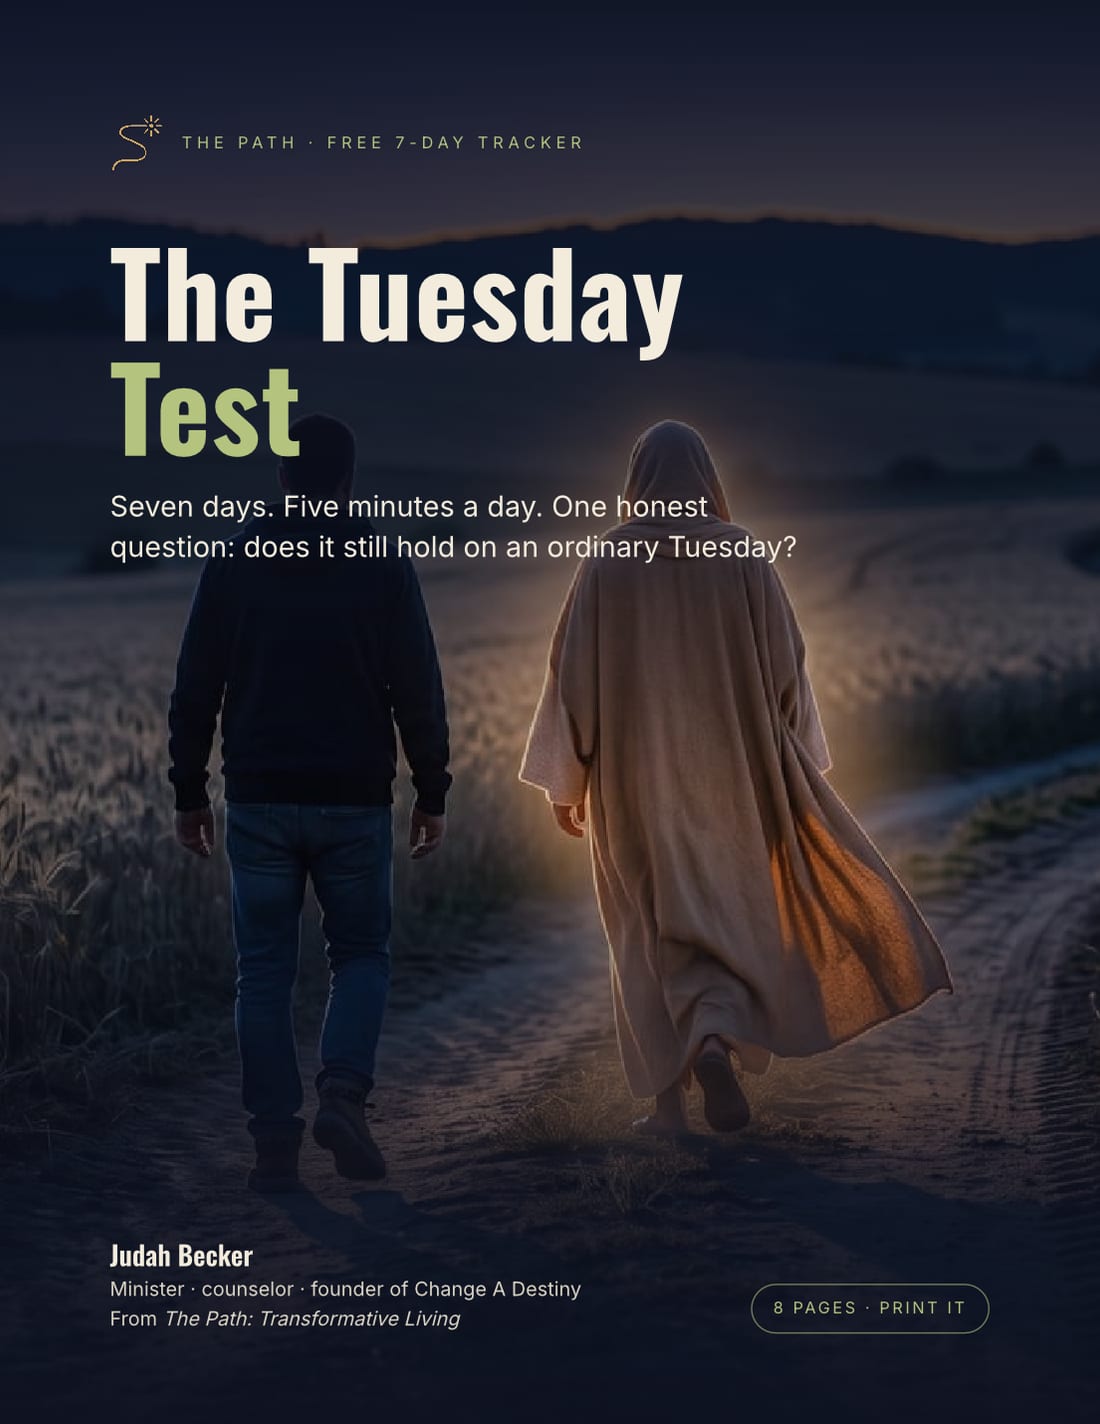 THE PATH · FREE 7-DAY TRACKER
The Tuesday
Test
Seven days. Five minutes a day. One honest
question: does it still hold on an ordinary Tuesday?
Judah Becker
Minister · counselor · founder of Change A Destiny
From The Path: Transformative Living
8 PAGES · PRINT IT